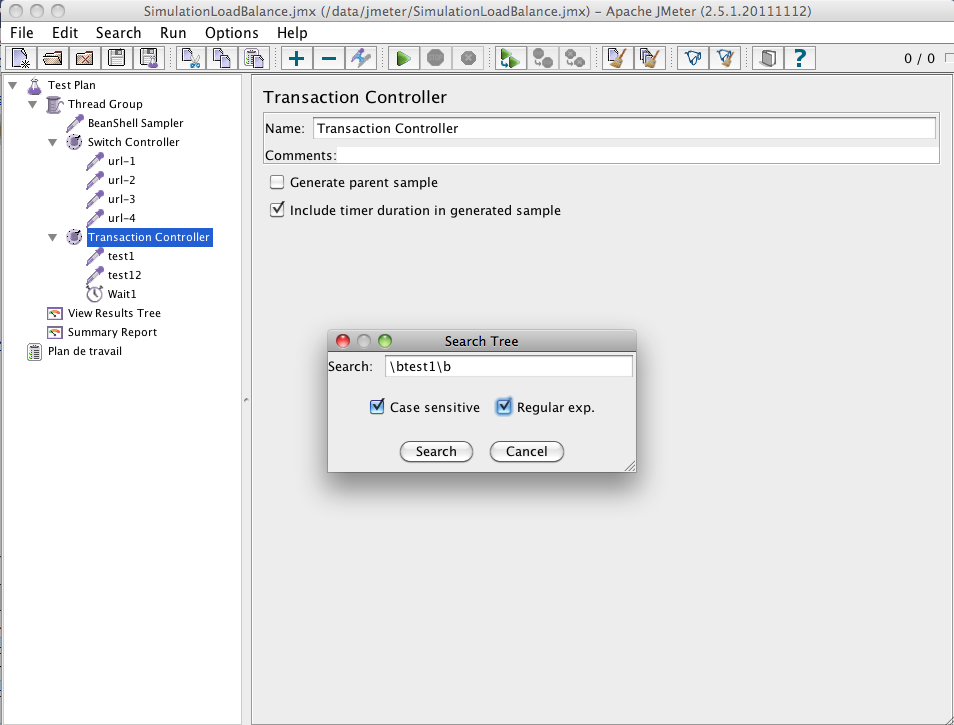 SimulationLoadBalance.jmx (/data/jmeter/SimulationLoadBalance.jmx) – Apache JMeter (2.5.1.20111112)
File Edit Search Run Options Help
0 / 0
Test Plan
Thread Group
BeanShell Sampler
Switch Controller
url-1
url-2
url-3
url-4
Transaction Controller
test1
test12
Wait1
View Results Tree
Summary Report
Plan de travail
Transaction Controller
Name: Transaction Controller
Comments:
Generate parent sample
Include timer duration in generated sample
Search Tree
Search: \btest1\b
Case sensitive Regular exp.
Search Cancel